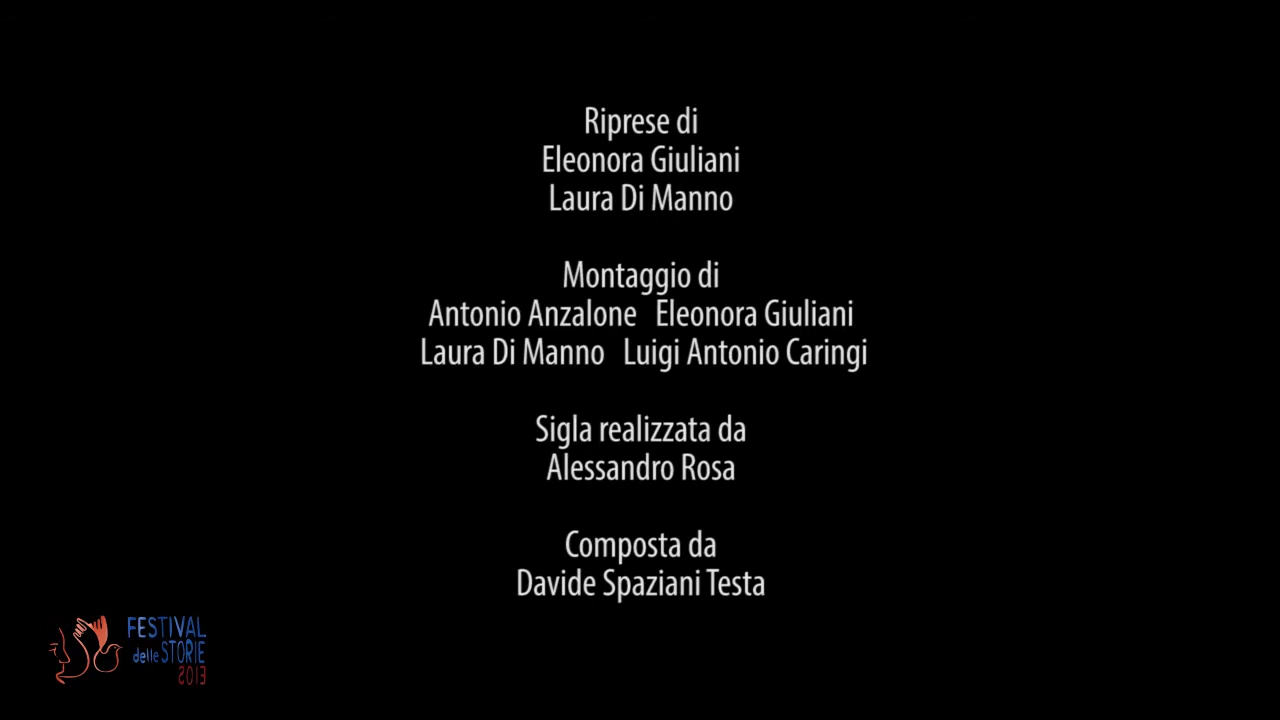 Riprese di
Eleonora Giuliani
Laura Di Manno
Montaggio di
Antonio Anzalone Eleonora Giuliani
Laura Di Manno Luigi Antonio Caringi
Sigla realizzata da
Alessandro Rosa
Composta da
Davide Spaziani Testa
FESTIVAL
delle STORIE
2013